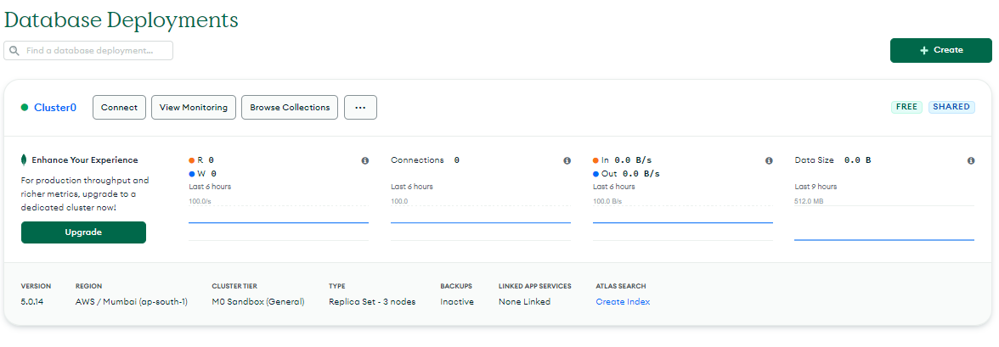 Database Deployments
Find a database deployment...
+ Create
Cluster0
Connect
View Monitoring
Browse Collections
...
FREE
SHARED
Enhance Your Experience
For production throughput and
richer metrics, upgrade to a
dedicated cluster now!
Upgrade
R 0
W 0
Last 6 hours
100.0/s
Connections 0
Last 6 hours
100.0
In 0.0 B/s
Out 0.0 B/s
Last 6 hours
100.0 B/s
Data Size 0.0 B
Last 9 hours
512.0 MB
VERSION
5.0.14
REGION
AWS / Mumbai (ap-south-1)
CLUSTER TIER
M0 Sandbox (General)
TYPE
Replica Set - 3 nodes
BACKUPS
Inactive
LINKED APP SERVICES
None Linked
ATLAS SEARCH
Create Index